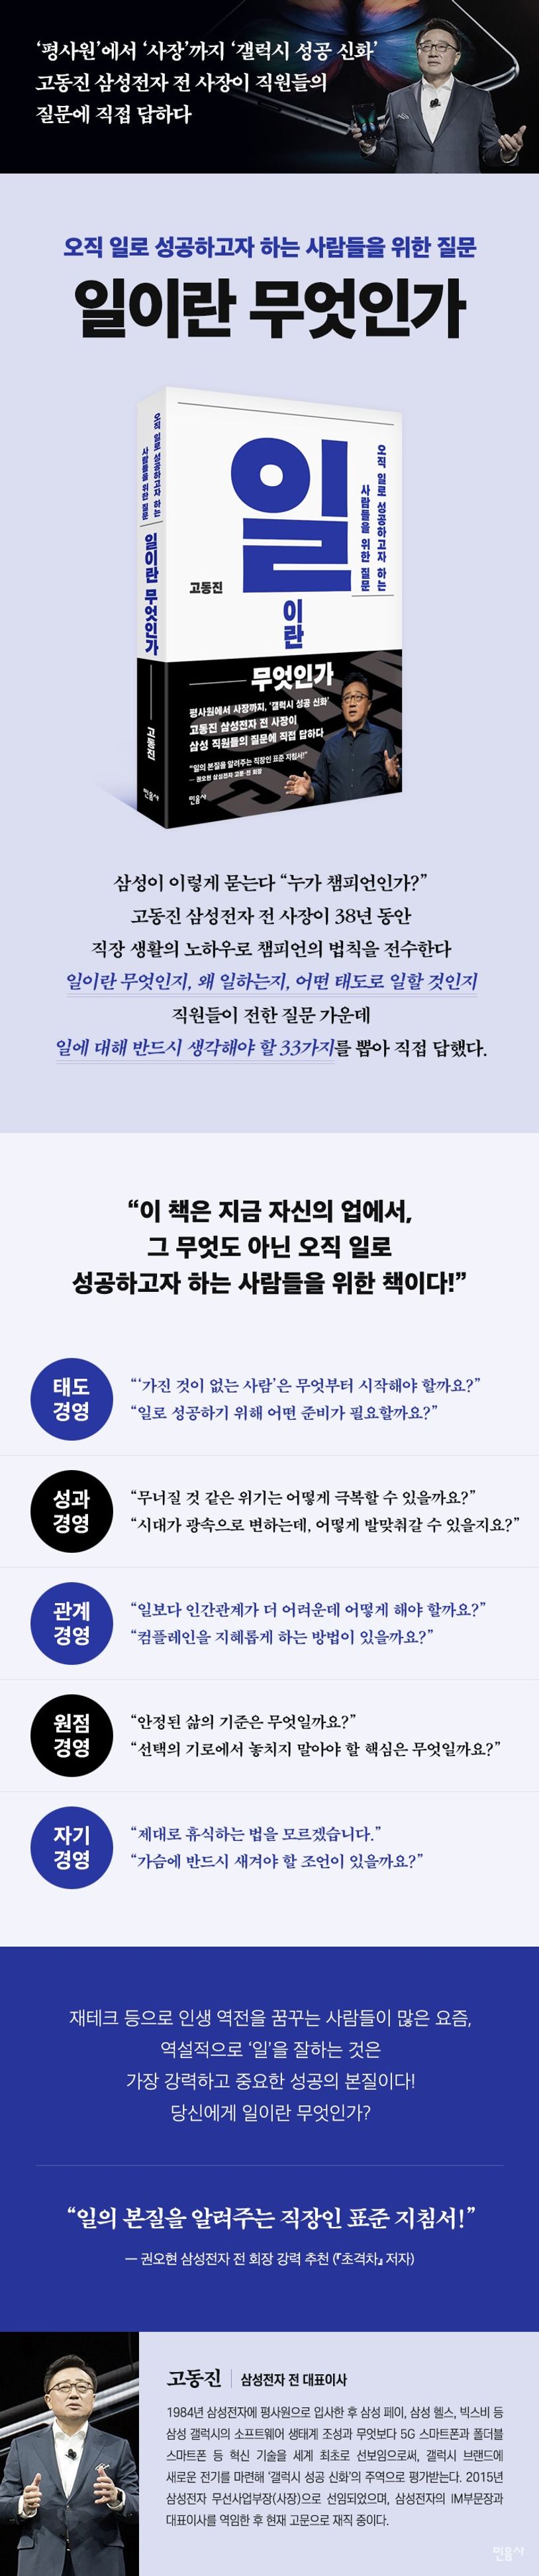 ‘평사원’에서 ‘사장’까지 ‘갤럭시 성공 신화’
고동진 삼성전자 전 사장이 직원들의
질문에 직접 답하다
오직 일로 성공하고자 하는 사람들을 위한 질문
일이란 무엇인가
오직 일로 성공하고자 하는
사람들을 위한 질문
일이란 무엇인가
고동진
민음사
일
이
란
오직 일로 성공하고자 하는
사람들을 위한 질문
고동진
무엇인가
평사원에서 사장까지, ‘갤럭시 성공 신화’
고동진 삼성전자 전 사장이
삼성 직원들의 질문에 직접 답하다
“일의 본질을 알려주는 직장인 표준 지침서!”
— 권오현 삼성전자 고문·전 회장
민음사
삼성이 이렇게 묻는다 “누가 챔피언인가?”
고동진 삼성전자 전 사장이 38년 동안
직장 생활의 노하우로 챔피언의 법칙을 전수한다
일이란 무엇인지, 왜 일하는지, 어떤 태도로 일할 것인지
직원들이 전한 질문 가운데
일에 대해 반드시 생각해야 할 33가지를 뽑아 직접 답했다.
“이 책은 지금 자신의 업에서,
그 무엇도 아닌 오직 일로
성공하고자 하는 사람들을 위한 책이다!”
태도
경영
“‘가진 것이 없는 사람’은 무엇부터 시작해야 할까요?”
“일로 성공하기 위해 어떤 준비가 필요할까요?”
성과
경영
“무너질 것 같은 위기는 어떻게 극복할 수 있을까요?”
“시대가 광속으로 변하는데, 어떻게 발맞춰갈 수 있을지요?”
관계
경영
“일보다 인간관계가 더 어려운데 어떻게 해야 할까요?”
“컴플레인을 지혜롭게 하는 방법이 있을까요?”
원점
경영
“안정된 삶의 기준은 무엇일까요?”
“선택의 기로에서 놓치지 말아야 할 핵심은 무엇일까요?”
자기
경영
“제대로 휴식하는 법을 모르겠습니다.”
“가슴에 반드시 새겨야 할 조언이 있을까요?”
재테크 등으로 인생 역전을 꿈꾸는 사람들이 많은 요즘,
역설적으로 ‘일’을 잘하는 것은
가장 강력하고 중요한 성공의 본질이다!
당신에게 일이란 무엇인가?
“일의 본질을 알려주는 직장인 표준 지침서!”
— 권오현 삼성전자 전 회장 강력 추천 (『초격차』 저자)
고동진 | 삼성전자 전 대표이사
1984년 삼성전자에 평사원으로 입사한 후 삼성 페이, 삼성 헬스, 빅스비 등
삼성 갤럭시의 소프트웨어 생태계 조성과 무엇보다 5G 스마트폰과 폴더블
스마트폰 등 혁신 기술을 세계 최초로 선보임으로써, 갤럭시 브랜드에
새로운 전기를 마련해 ‘갤럭시 성공 신화’의 주역으로 평가받는다. 2015년
삼성전자 무선사업부장(사장)으로 선임되었으며, 삼성전자의 IM부문장과
대표이사를 역임한 후 현재 고문으로 재직 중이다.
민음사